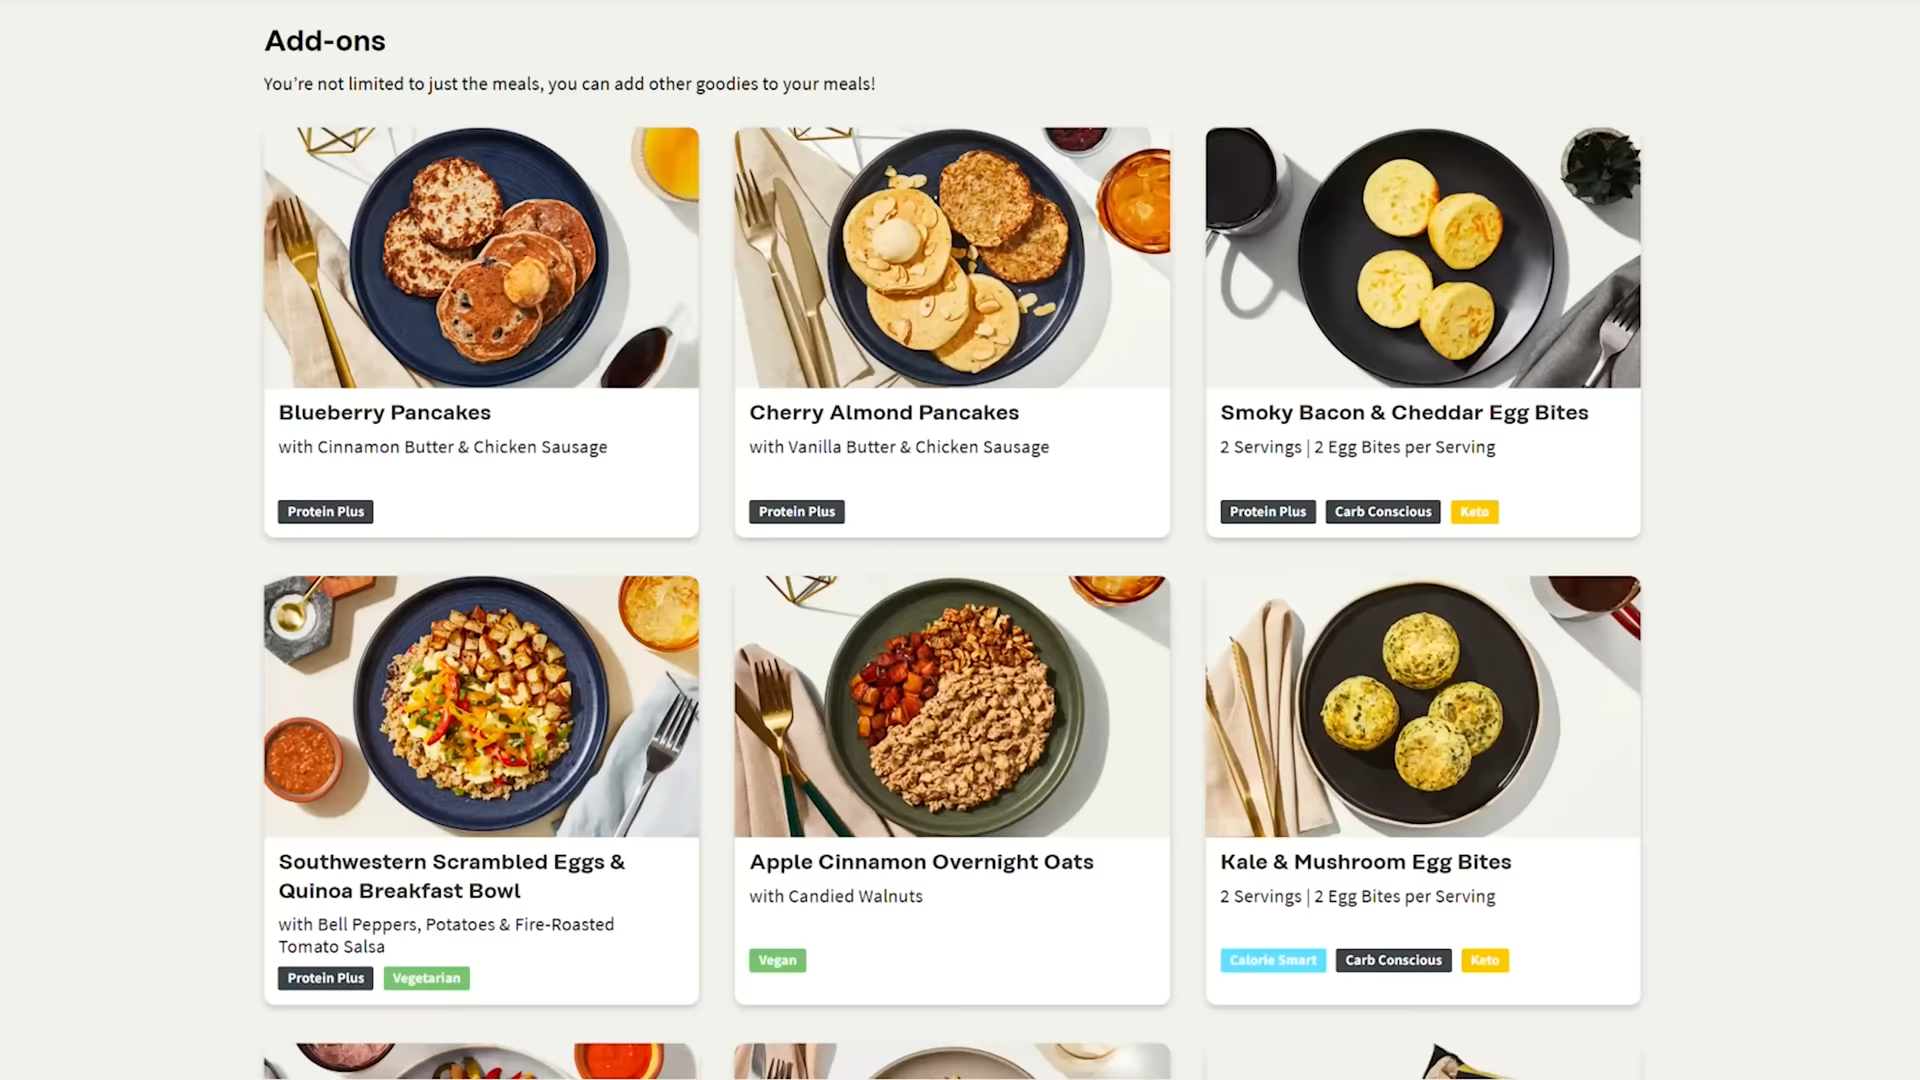 Add-ons
You're not limited to just the meals, you can add other goodies to your meals!
Blueberry Pancakes
with Cinnamon Butter & Chicken Sausage
Protein Plus
Cherry Almond Pancakes
with Vanilla Butter & Chicken Sausage
Protein Plus
Smoky Bacon & Cheddar Egg Bites
2 Servings | 2 Egg Bites per Serving
Protein Plus Carb Conscious Keto
Southwestern Scrambled Eggs &
Quinoa Breakfast Bowl
with Bell Peppers, Potatoes & Fire-Roasted
Tomato Salsa
Protein Plus Vegetarian
Apple Cinnamon Overnight Oats
with Candied Walnuts
Vegan
Kale & Mushroom Egg Bites
2 Servings | 2 Egg Bites per Serving
Calorie Smart Carb Conscious Keto